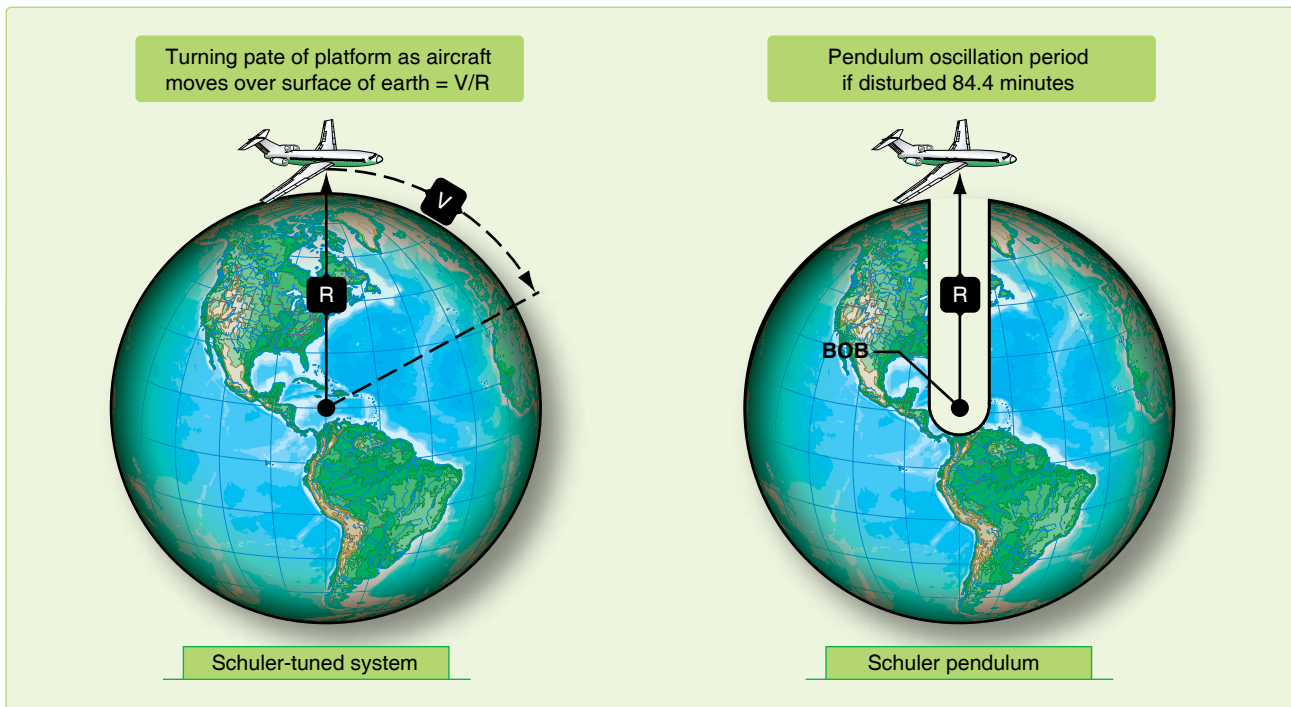 Turning pate of platform as aircraft
moves over surface of earth = V/R
V
R
Schuler-tuned system
Pendulum oscillation period
if disturbed 84.4 minutes
R
BOB
Schuler pendulum